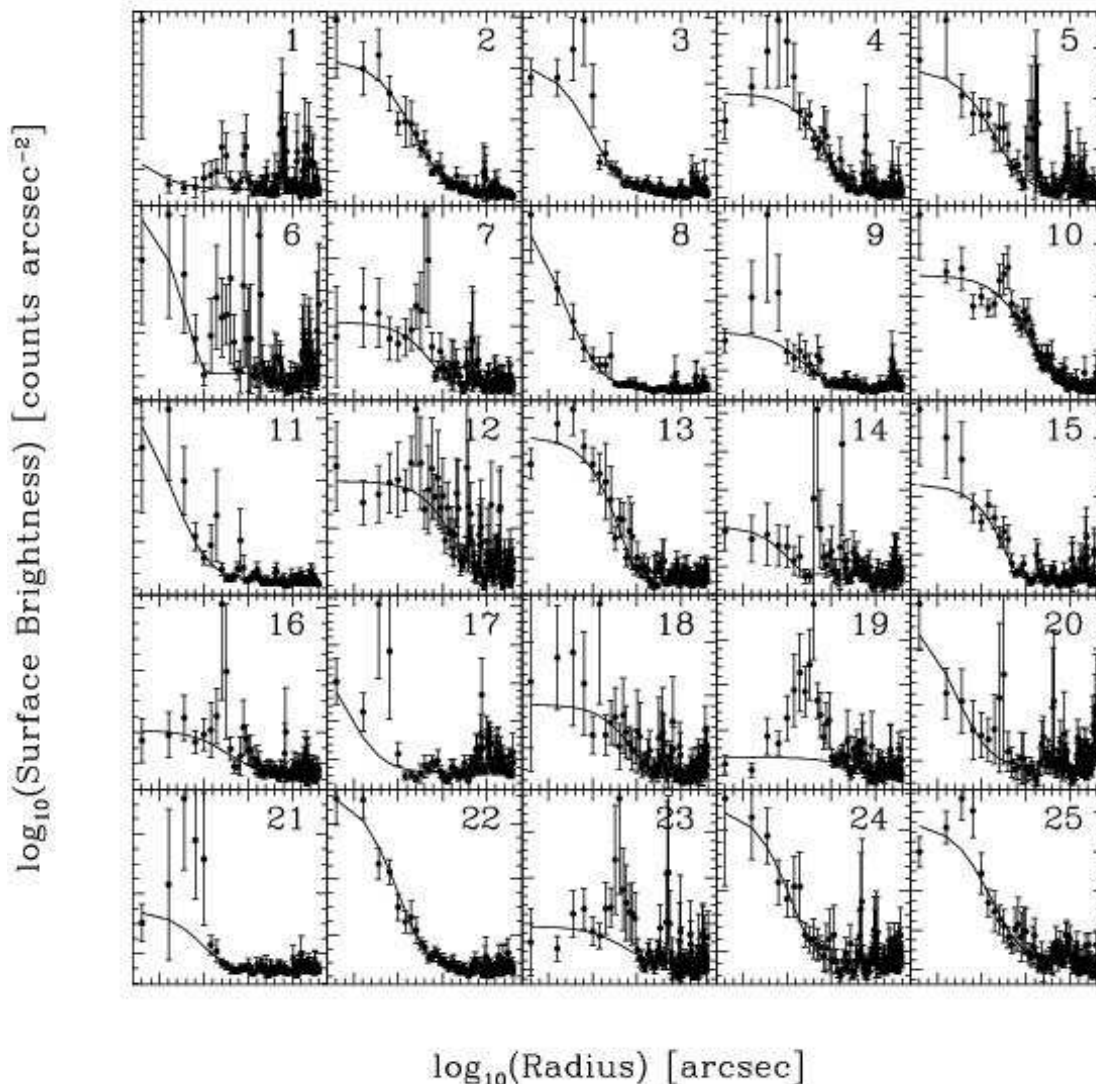 1 2 3 4 5
6 7 8 9 10
11 12 13 14 15
16 17 18 19 20
21 22 23 24 25
log₁₀(Surface Brightness) [counts arcsec⁻²]
log₁₀(Radius) [arcsec]